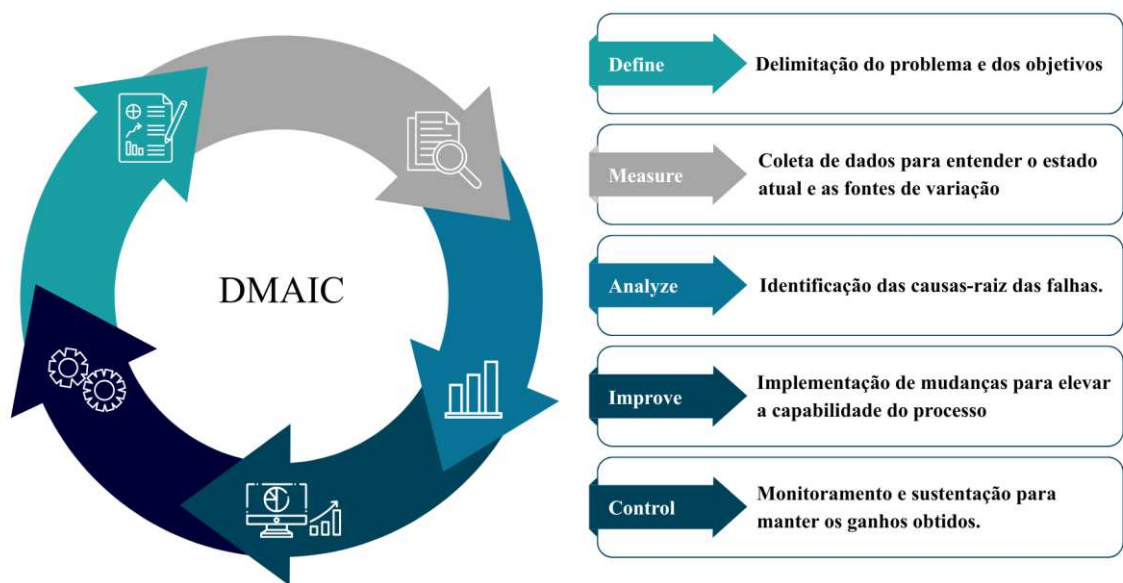 DMAIC
Define
Delimitação do problema e dos objetivos
Measure
Coleta de dados para entender o estado
atual e as fontes de variação
Analyze
Identificação das causas-raiz das falhas.
Improve
Implementação de mudanças para elevar
a capabilidade do processo
Control
Monitoramento e sustentação para
manter os ganhos obtidos.